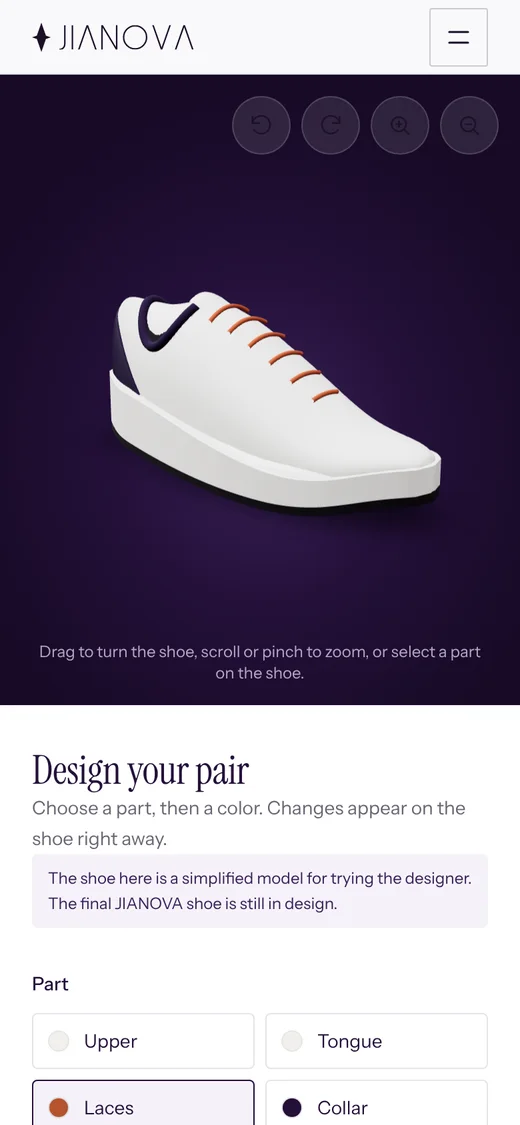 JIANOVA
Drag to turn the shoe, scroll or pinch to zoom, or select a part
on the shoe.
Design your pair
Choose a part, then a color. Changes appear on the
shoe right away.
The shoe here is a simplified model for trying the designer.
The final JIANOVA shoe is still in design.
Part
Upper
Tongue
Laces
Collar